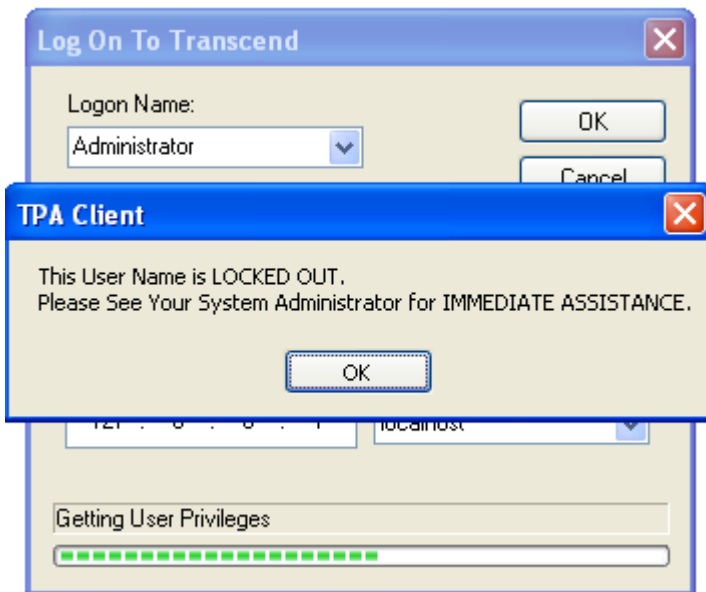 Log On To Transcend
Logon Name:
Administrator
OK
Cancel
TPA Client
This User Name is LOCKED OUT.
Please See Your System Administrator for IMMEDIATE ASSISTANCE.
OK
localhost
Getting User Privileges